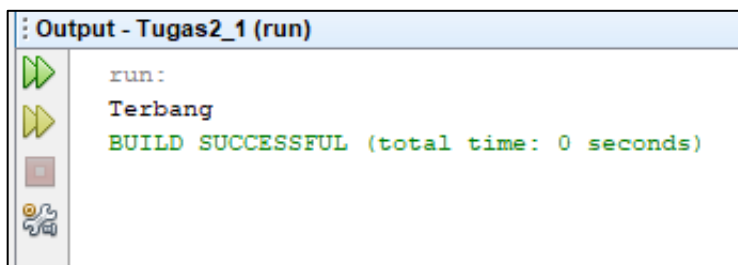 Output - Tugas2_1 (run)
run:
Terbang
BUILD SUCCESSFUL (total time: 0 seconds)